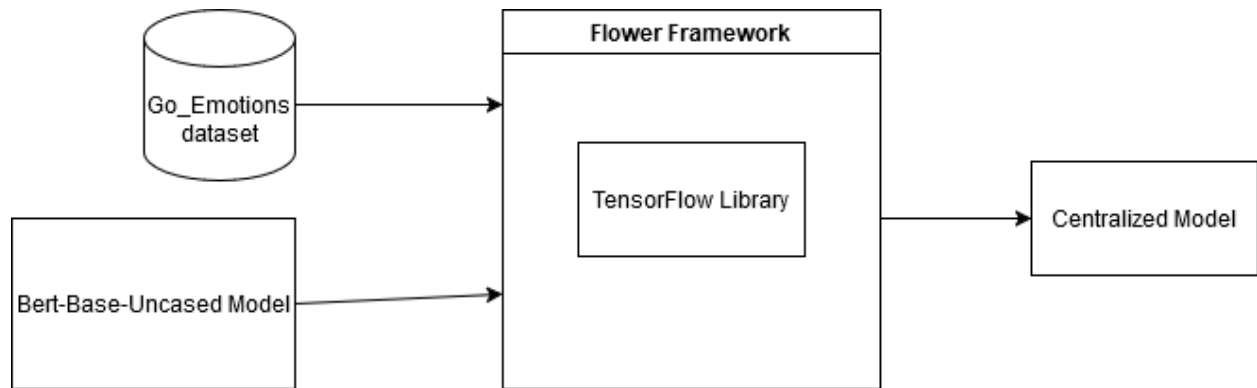 Flower Framework
Go_Emotions
dataset
TensorFlow Library
Centralized Model
Bert-Base-Uncased Model